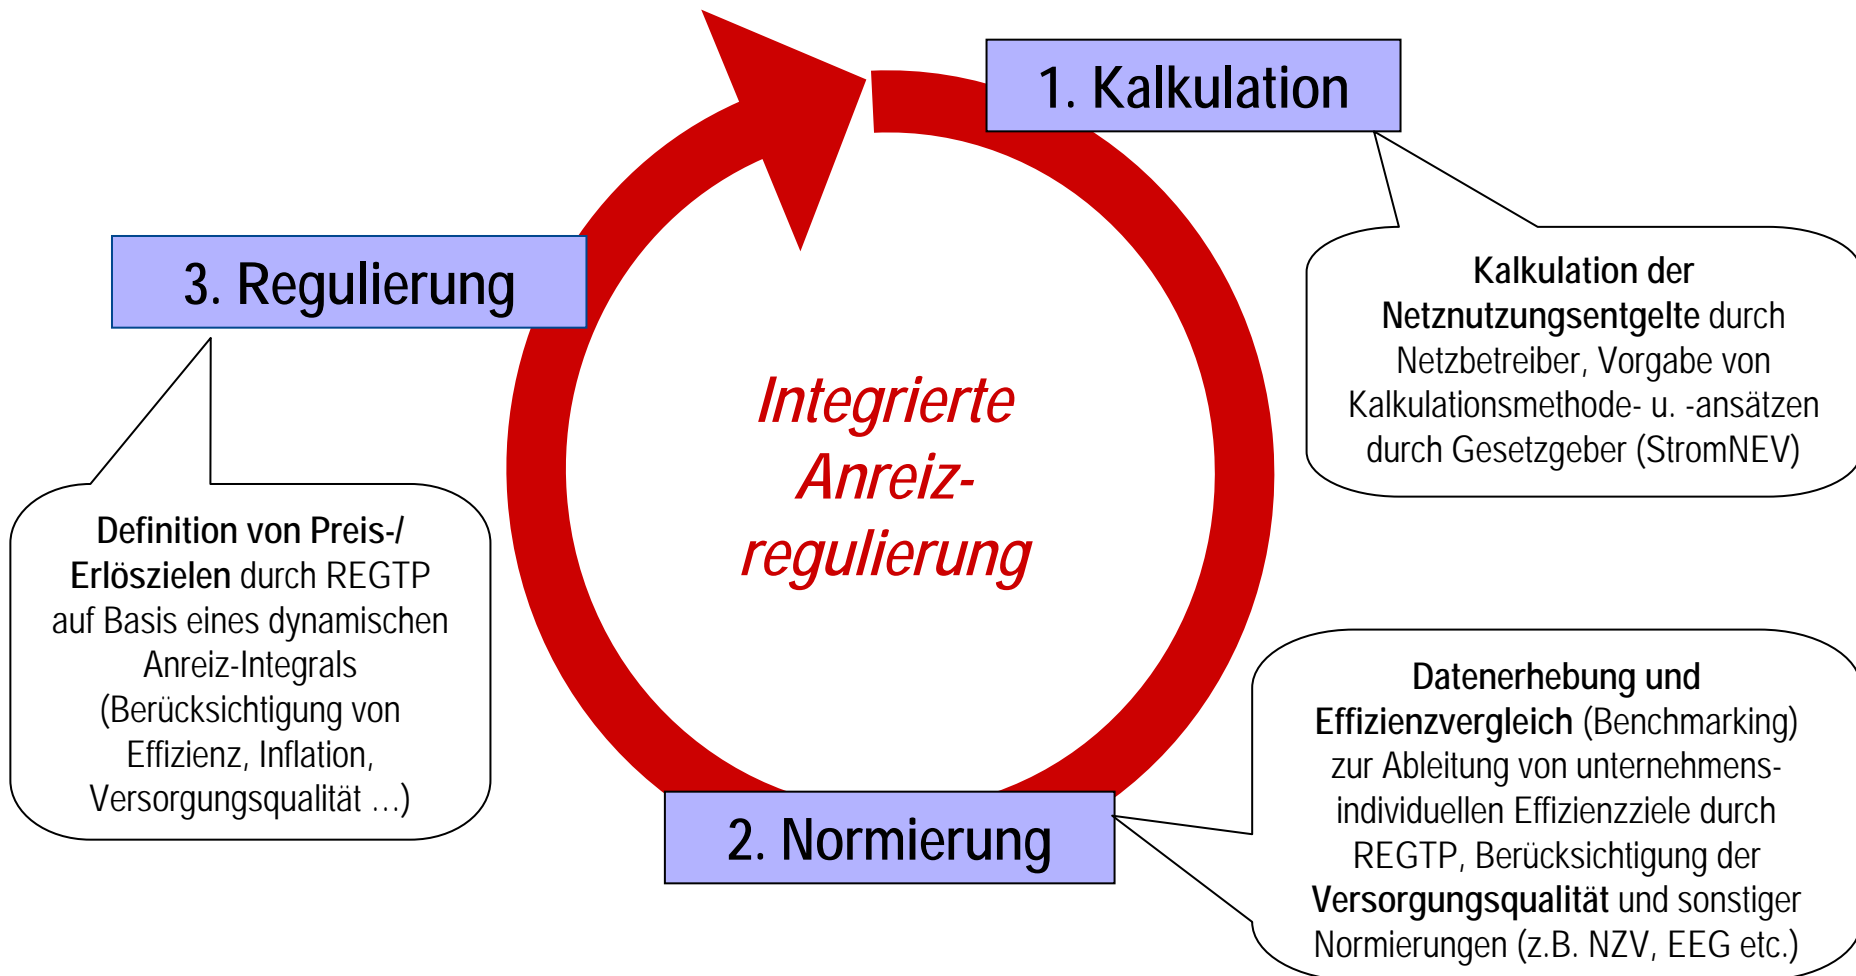 1. Kalkulation
Kalkulation der
Netznutzungsentgelte durch
Netzbetreiber, Vorgabe von
Kalkulationsmethode- u. -ansätzen
durch Gesetzgeber (StromNEV)
3. Regulierung
Integrierte
Anreiz-
regulierung
Definition von Preis-/
Erlöszielen durch REGTP
auf Basis eines dynamischen
Anreiz-Integrals
(Berücksichtigung von
Effizienz, Inflation,
Versorgungsqualität …)
2. Normierung
Datenerhebung und
Effizienzvergleich (Benchmarking)
zur Ableitung von unternehmens-
individuellen Effizienzziele durch
REGTP, Berücksichtigung der
Versorgungsqualität und sonstiger
Normierungen (z.B. NZV, EEG etc.)